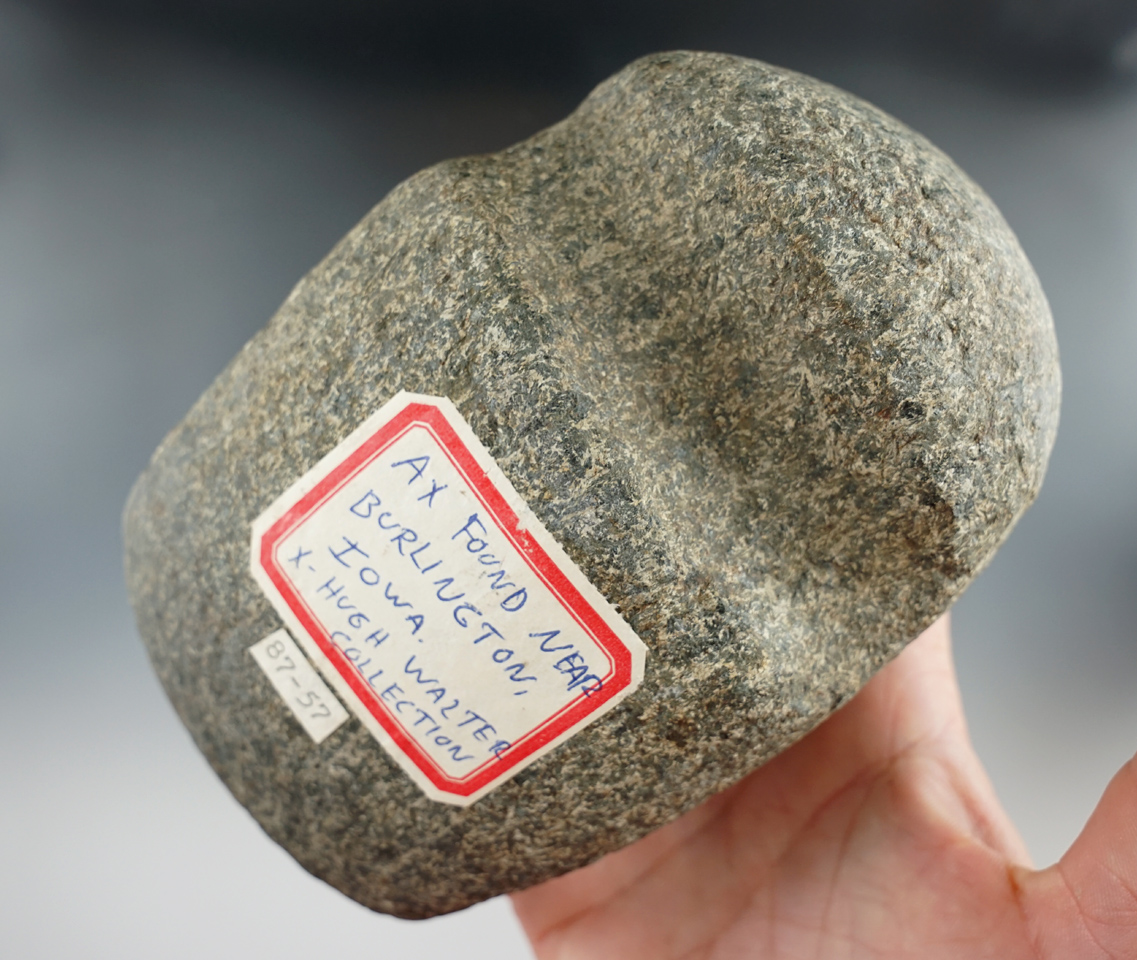 AX FOUND NEAR
BURLINGTON,
IOWA.
X-HUGH WALTER
COLLECTION
87-57